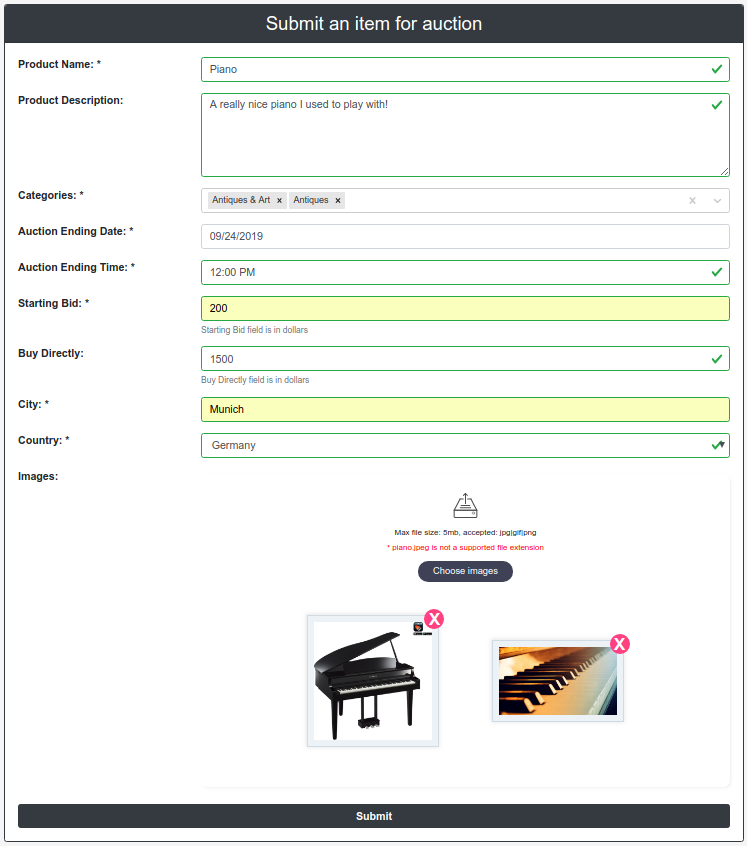 Submit an item for auction
Product Name: *
Piano
Product Description:
A really nice piano I used to play with!
Categories: *
Antiques & Art x Antiques x
Auction Ending Date: *
09/24/2019
Auction Ending Time: *
12:00 PM
Starting Bid: *
200
Starting Bid field is in dollars
Buy Directly:
1500
Buy Directly field is in dollars
City: *
Munich
Country: *
Germany
Images:
Max file size: 5mb, accepted: jpg|gif|png
* piano.jpeg is not a supported file extension
Choose images
X
X
Submit